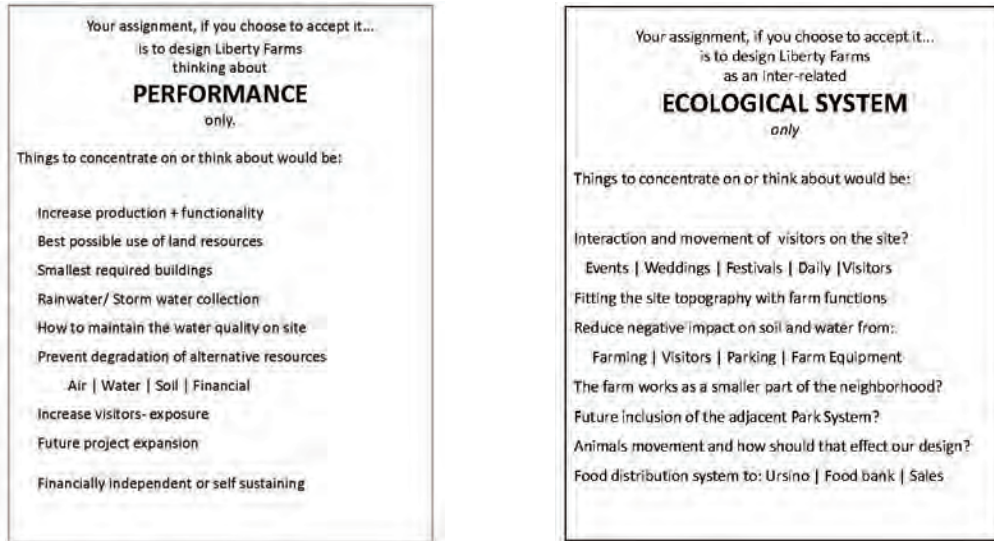 Your assignment, if you choose to accept it...
is to design Liberty Farms
thinking about
PERFORMANCE
only.
Things to concentrate on or think about would be:
Increase production + functionality
Best possible use of land resources
Smallest required buildings
Rainwater/ Storm water collection
How to maintain the water quality on site
Prevent degradation of alternative resources
Air | Water | Soil | Financial
Increase visitors- exposure
Future project expansion
Financially independent or self sustaining
Your assignment, if you choose to accept it...
is to design Liberty Farms
as an inter-related
ECOLOGICAL SYSTEM
only
Things to concentrate on or think about would be:
Interaction and movement of visitors on the site?
Events | Weddings | Festivals | Daily |Visitors
Fitting the site topography with farm functions
Reduce negative impact on soil and water from:.
Farming | Visitors | Parking | Farm Equipment
The farm works as a smaller part of the neighborhood?
Future inclusion of the adjacent Park System?
Animals movement and how should that effect our design?
Food distribution system to: Ursino | Food bank | Sales